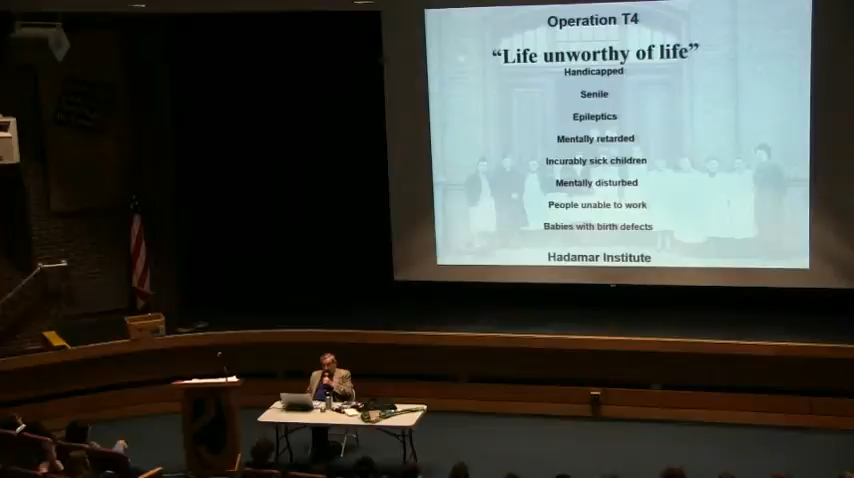 Operation T4
“Life unworthy of life”
Handicapped
Senile
Epileptics
Mentally retarded
Incurably sick children
Mentally disturbed
People unable to work
Babies with birth defects
Hadamar Institute